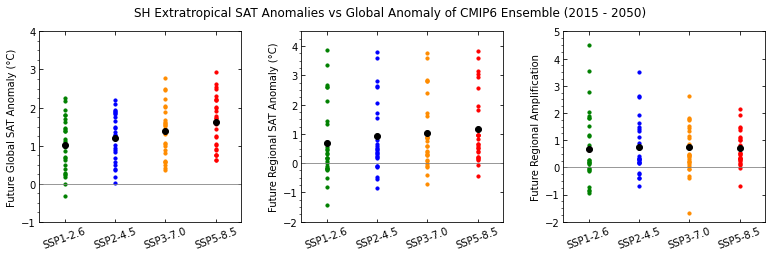 SH Extratropical SAT Anomalies vs Global Anomaly of CMIP6 Ensemble (2015 - 2050)
Future Global SAT Anomaly (°C)
4
3
2
1
0
−1
SSP1-2.6
SSP2-4.5
SSP3-7.0
SSP5-8.5
Future Regional SAT Anomaly (°C)
4
3
2
1
0
−1
−2
SSP1-2.6
SSP2-4.5
SSP3-7.0
SSP5-8.5
Future Regional Amplification
5
4
3
2
1
0
−1
−2
SSP1-2.6
SSP2-4.5
SSP3-7.0
SSP5-8.5